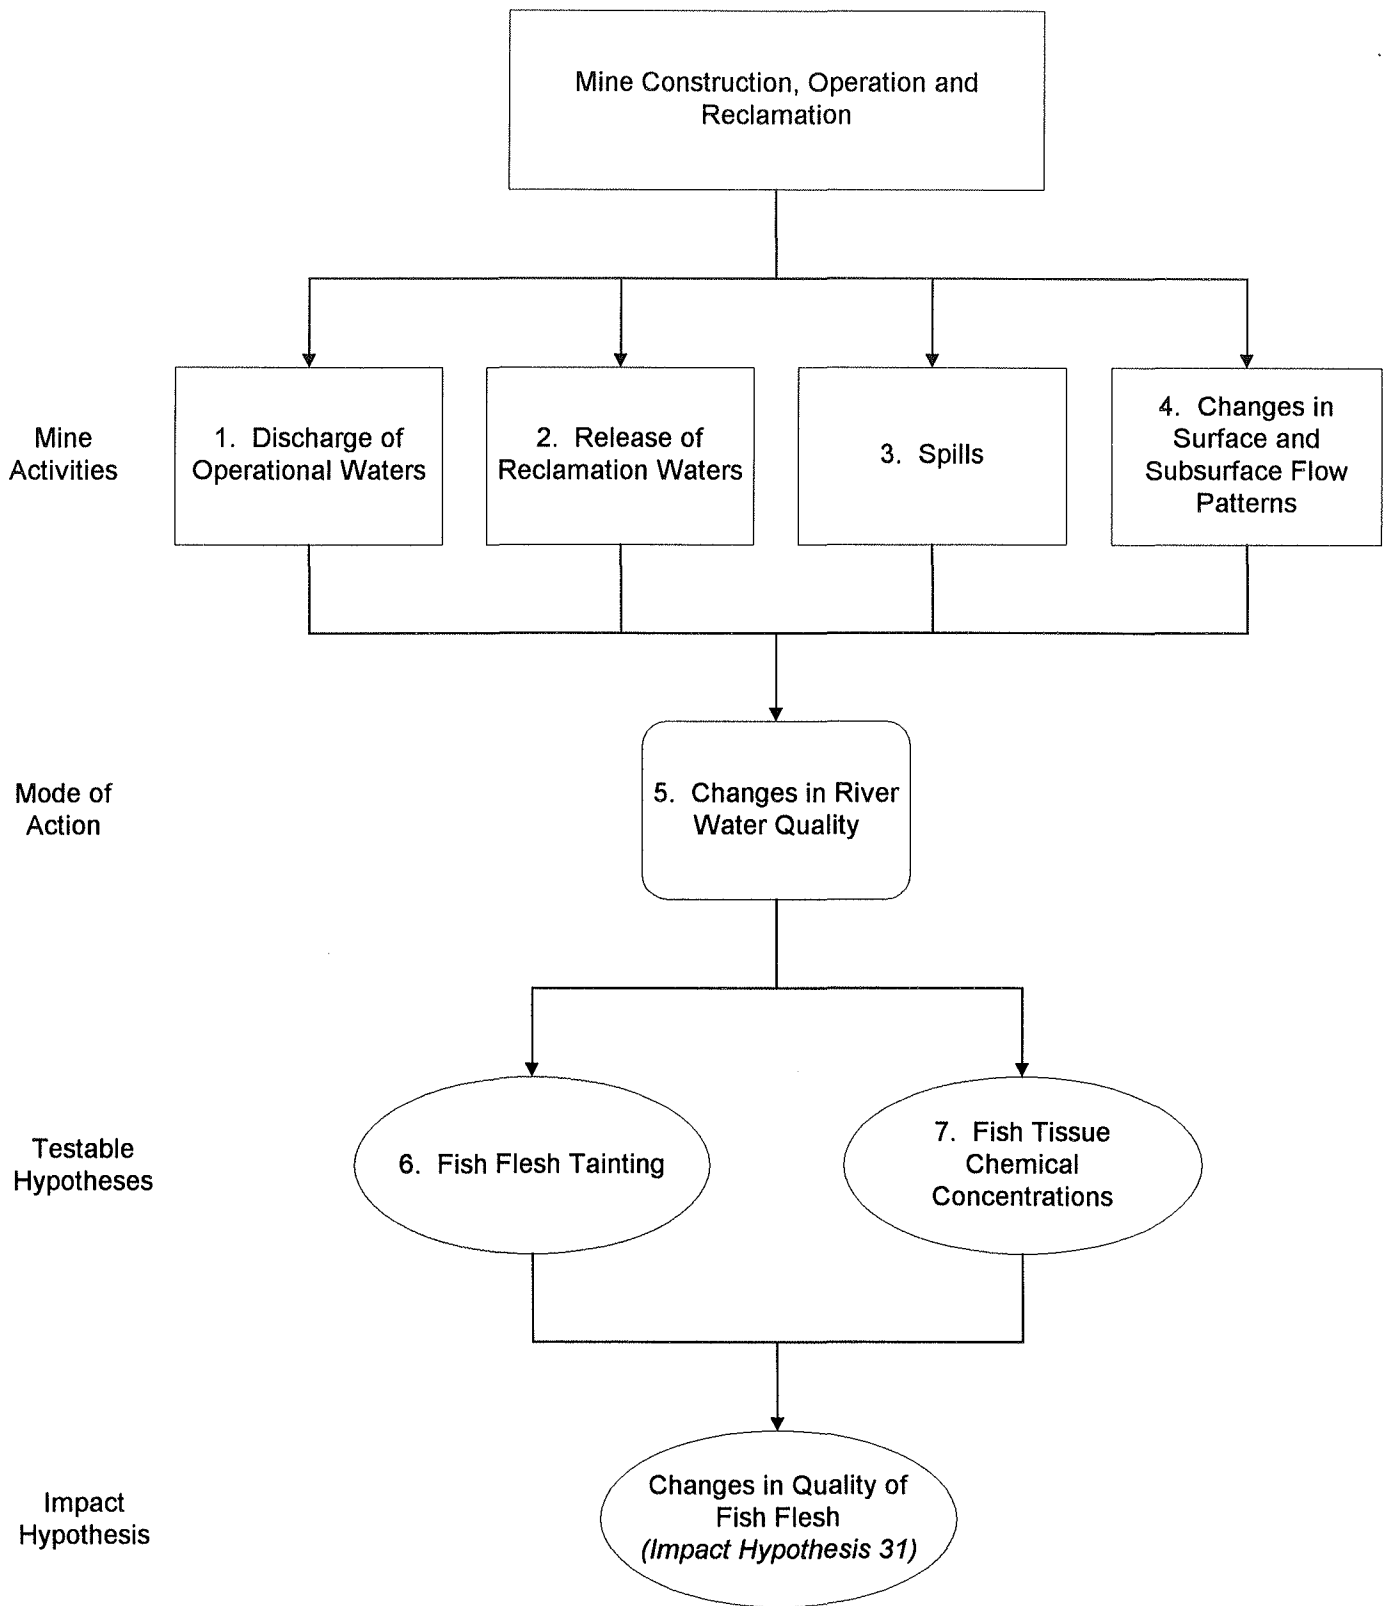 Mine Construction, Operation and
Reclamation
Mine
Activities
1. Discharge of
Operational Waters
2. Release of
Reclamation Waters
3. Spills
4. Changes in
Surface and
Subsurface Flow
Patterns
Mode of
Action
5. Changes in River
Water Quality
Testable
Hypotheses
6. Fish Flesh Tainting
7. Fish Tissue
Chemical
Concentrations
Impact
Hypothesis
Changes in Quality of
Fish Flesh
(Impact Hypothesis 31)